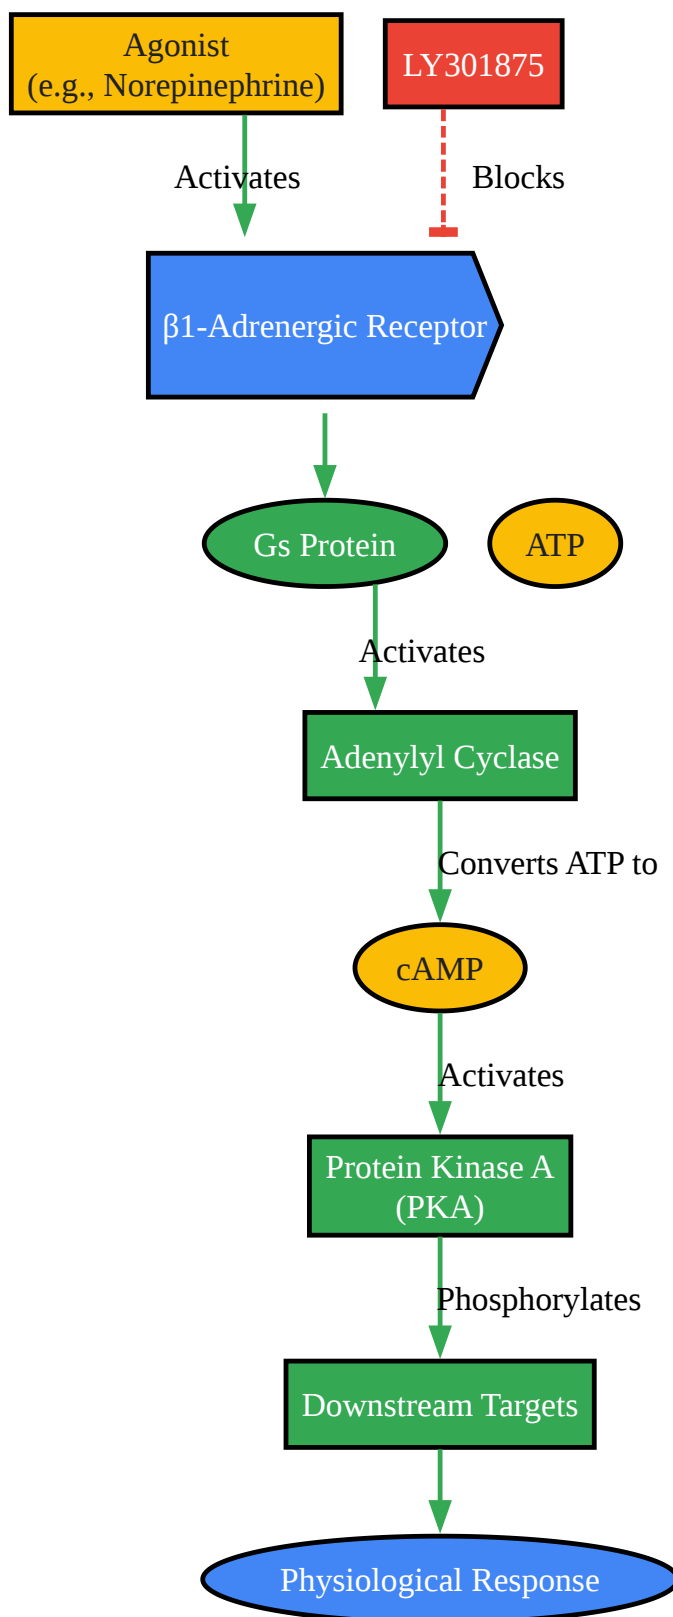 Agonist
(e.g., Norepinephrine)
LY301875
Activates
Blocks
β1-Adrenergic Receptor
Gs Protein
ATP
Activates
Adenylyl Cyclase
Converts ATP to
cAMP
Activates
Protein Kinase A
(PKA)
Phosphorylates
Downstream Targets
Physiological Response